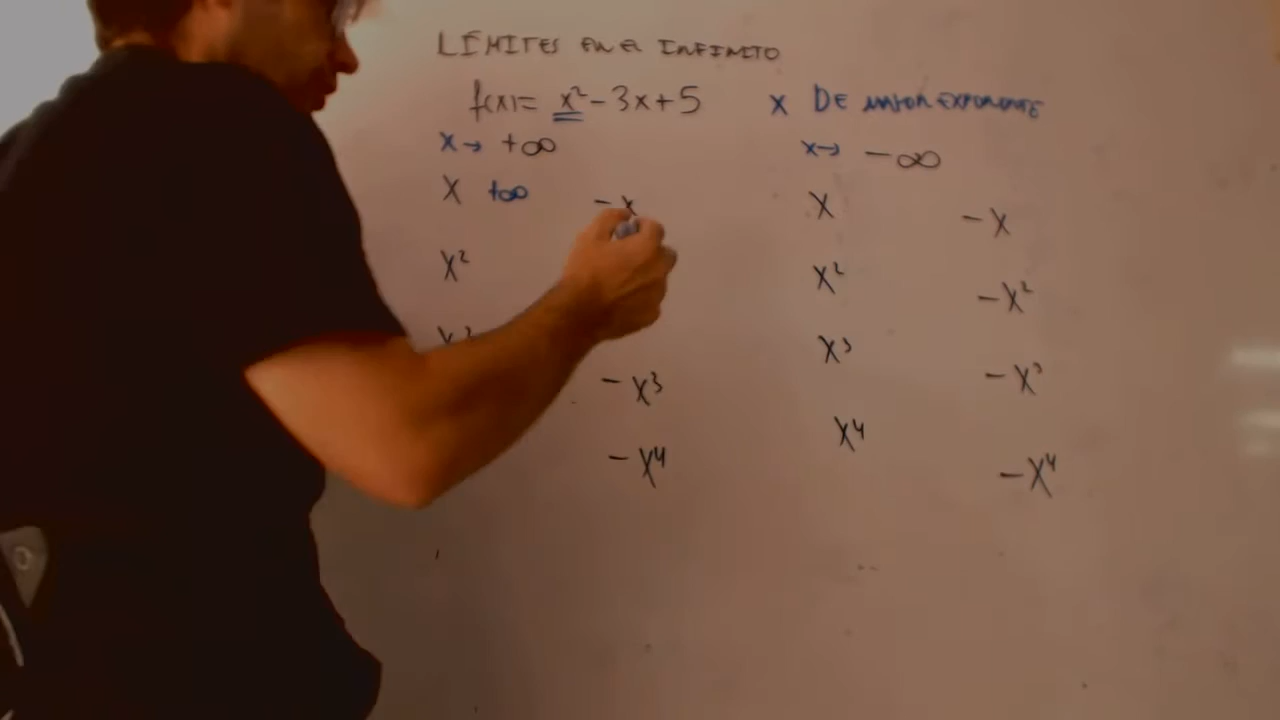 LÍMITES EN EL INFINITO
f(x)= x²-3x+5 x DE MAYOR EXPONENTE
x→ +∞ x→ -∞
x +∞ -x x -x
x² x² -x²
-x³ x³ -x³
-x⁴ x⁴ -x⁴